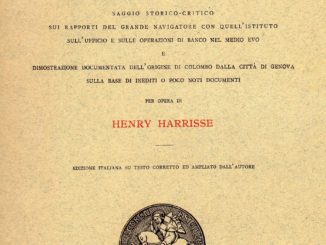 SAGGIO STORICO-CRITICO
SUI RAPPORTI DEL GRANDE NAVIGATORE CON QUELL'ISTITUTO
SULL'UFFICIO E SULLE OPERAZIONI DI BANCO NEL MEDIO EVO
E
DIMOSTRAZIONE DOCUMENTATA DELL'ORIGINE DI COLOMBO DALLA CITTÀ DI GENOVA
SULLA BASE DI INEDITI O POCO NOTI DOCUMENTI
PER OPERA DI
HENRY HARRISSE
EDIZIONE ITALIANA SU TESTO CORRETTO ED AMPLIATO DALL'AUTORE